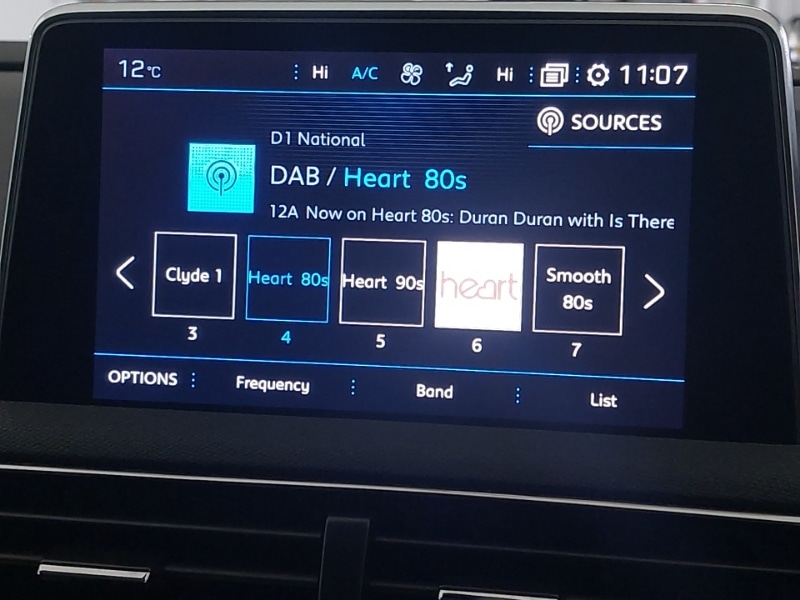 12°C Hi A/C Hi 11:07
SOURCES
D1 National
DAB / Heart 80s
12A Now on Heart 80s: Duran Duran with Is There
Clyde 1
Heart 80s
Heart 90s
heart
Smooth
80s
3 4 5 6 7
OPTIONS Frequency Band List